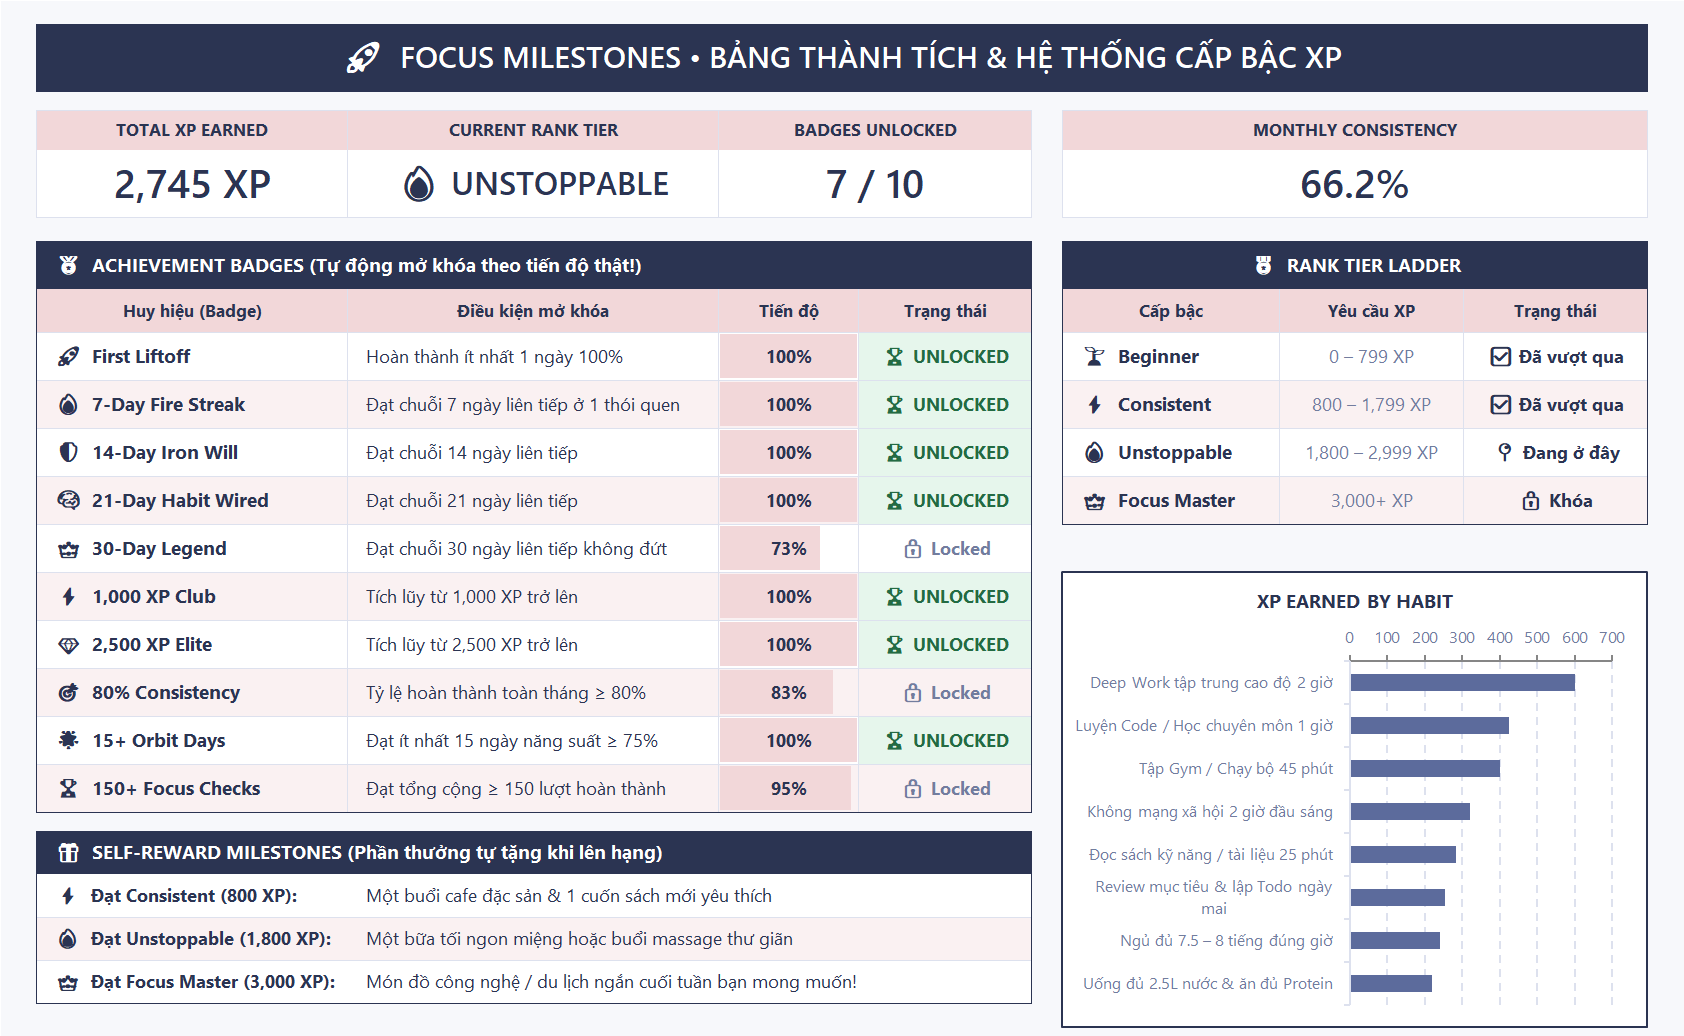 FOCUS MILESTONES • BẢNG THÀNH TÍCH & HỆ THỐNG CẤP BẬC XP
TOTAL XP EARNED
CURRENT RANK TIER
BADGES UNLOCKED
MONTHLY CONSISTENCY
2,745 XP
UNSTOPPABLE
7 / 10
66.2%
ACHIEVEMENT BADGES (Tự động mở khóa theo tiến độ thật!)
Huy hiệu (Badge) Điều kiện mở khóa Tiến độ Trạng thái
First Liftoff Hoàn thành ít nhất 1 ngày 100% 100% UNLOCKED
7-Day Fire Streak Đạt chuỗi 7 ngày liên tiếp ở 1 thói quen 100% UNLOCKED
14-Day Iron Will Đạt chuỗi 14 ngày liên tiếp 100% UNLOCKED
21-Day Habit Wired Đạt chuỗi 21 ngày liên tiếp 100% UNLOCKED
30-Day Legend Đạt chuỗi 30 ngày liên tiếp không đứt 73% Locked
1,000 XP Club Tích lũy từ 1,000 XP trở lên 100% UNLOCKED
2,500 XP Elite Tích lũy từ 2,500 XP trở lên 100% UNLOCKED
80% Consistency Tỷ lệ hoàn thành toàn tháng ≥ 80% 83% Locked
15+ Orbit Days Đạt ít nhất 15 ngày năng suất ≥ 75% 100% UNLOCKED
150+ Focus Checks Đạt tổng cộng ≥ 150 lượt hoàn thành 95% Locked
SELF-REWARD MILESTONES (Phần thưởng tự tặng khi lên hạng)
Đạt Consistent (800 XP): Một buổi cafe đặc sản & 1 cuốn sách mới yêu thích
Đạt Unstoppable (1,800 XP): Một bữa tối ngon miệng hoặc buổi massage thư giãn
Đạt Focus Master (3,000 XP): Món đồ công nghệ / du lịch ngắn cuối tuần bạn mong muốn!
RANK TIER LADDER
Cấp bậc Yêu cầu XP Trạng thái
Beginner 0 – 799 XP Đã vượt qua
Consistent 800 – 1,799 XP Đã vượt qua
Unstoppable 1,800 – 2,999 XP Đang ở đây
Focus Master 3,000+ XP Khóa
XP EARNED BY HABIT
0 100 200 300 400 500 600 700
Deep Work tập trung cao độ 2 giờ
Luyện Code / Học chuyên môn 1 giờ
Tập Gym / Chạy bộ 45 phút
Không mạng xã hội 2 giờ đầu sáng
Đọc sách kỹ năng / tài liệu 25 phút
Review mục tiêu & lập Todo ngày
mai
Ngủ đủ 7.5 – 8 tiếng đúng giờ
Uống đủ 2.5L nước & ăn đủ Protein